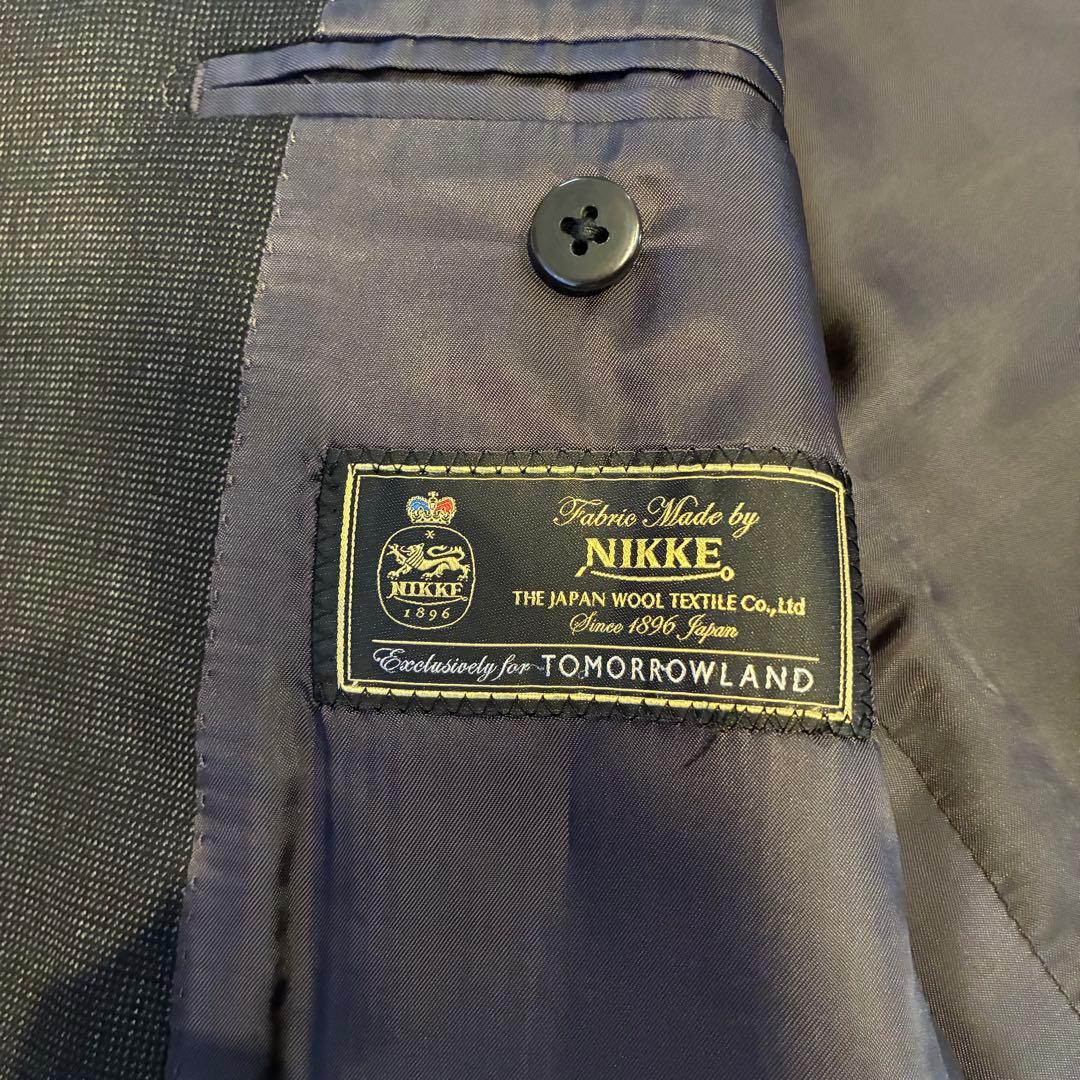 NIKKE
1896
Fabric Made by
NIKKE
THE JAPAN WOOL TEXTILE Co.,Ltd
Since 1896 Japan
Exclusively for TOMORROWLAND